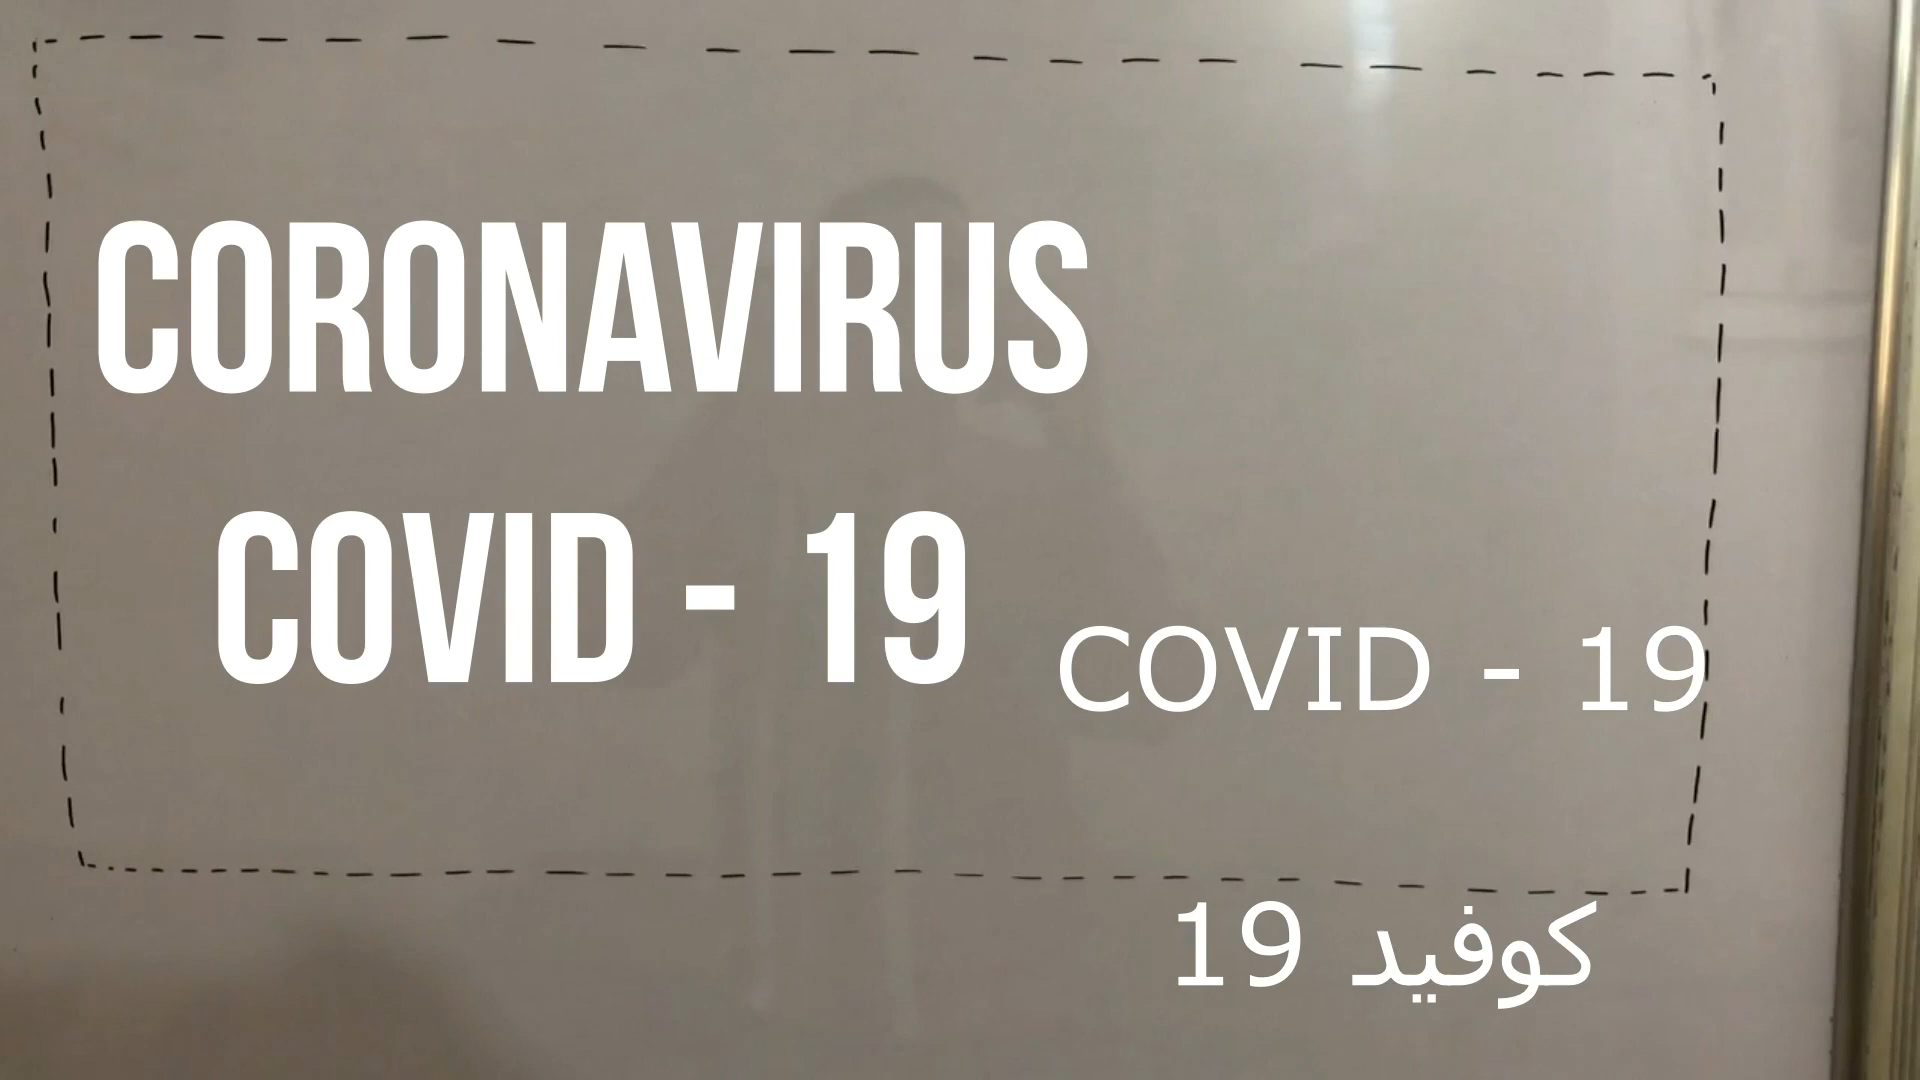 CORONAVIRUS
COVID - 19
COVID - 19
كوفيد 19